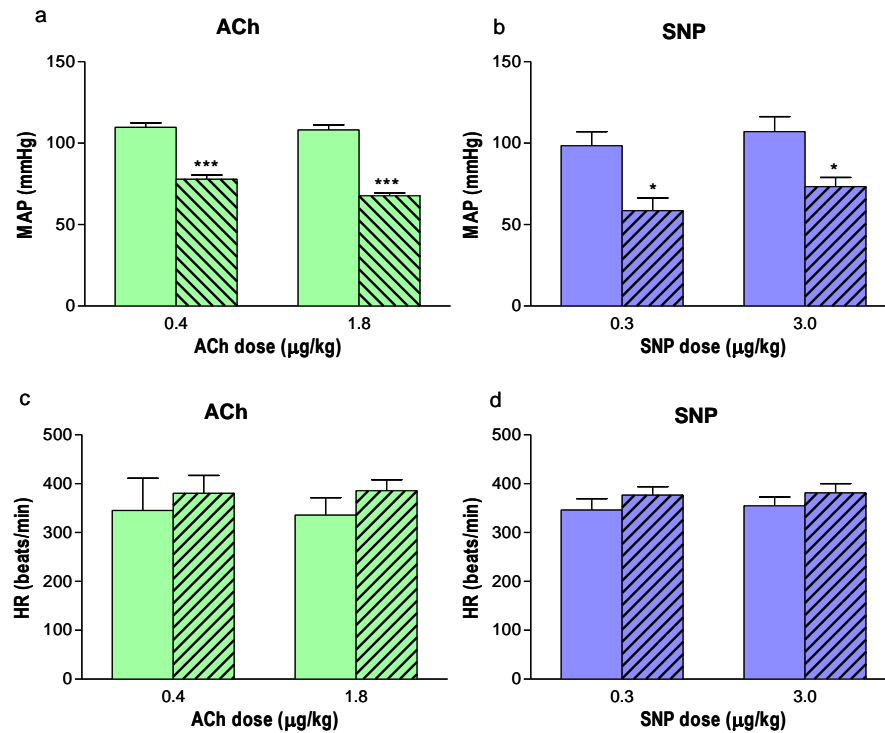 a
ACh
150
100
50
0
MAP (mmHg)
***
***
0.4
1.8
ACh dose (μg/kg)
b
SNP
150
100
50
0
MAP (mmHg)
*
*
0.3
3.0
SNP dose (μg/kg)
c
ACh
500
400
300
200
100
0
HR (beats/min)
0.4
1.8
ACh dose (μg/kg)
d
SNP
500
400
300
200
100
0
HR (beats/min)
0.3
3.0
SNP dose (μg/kg)